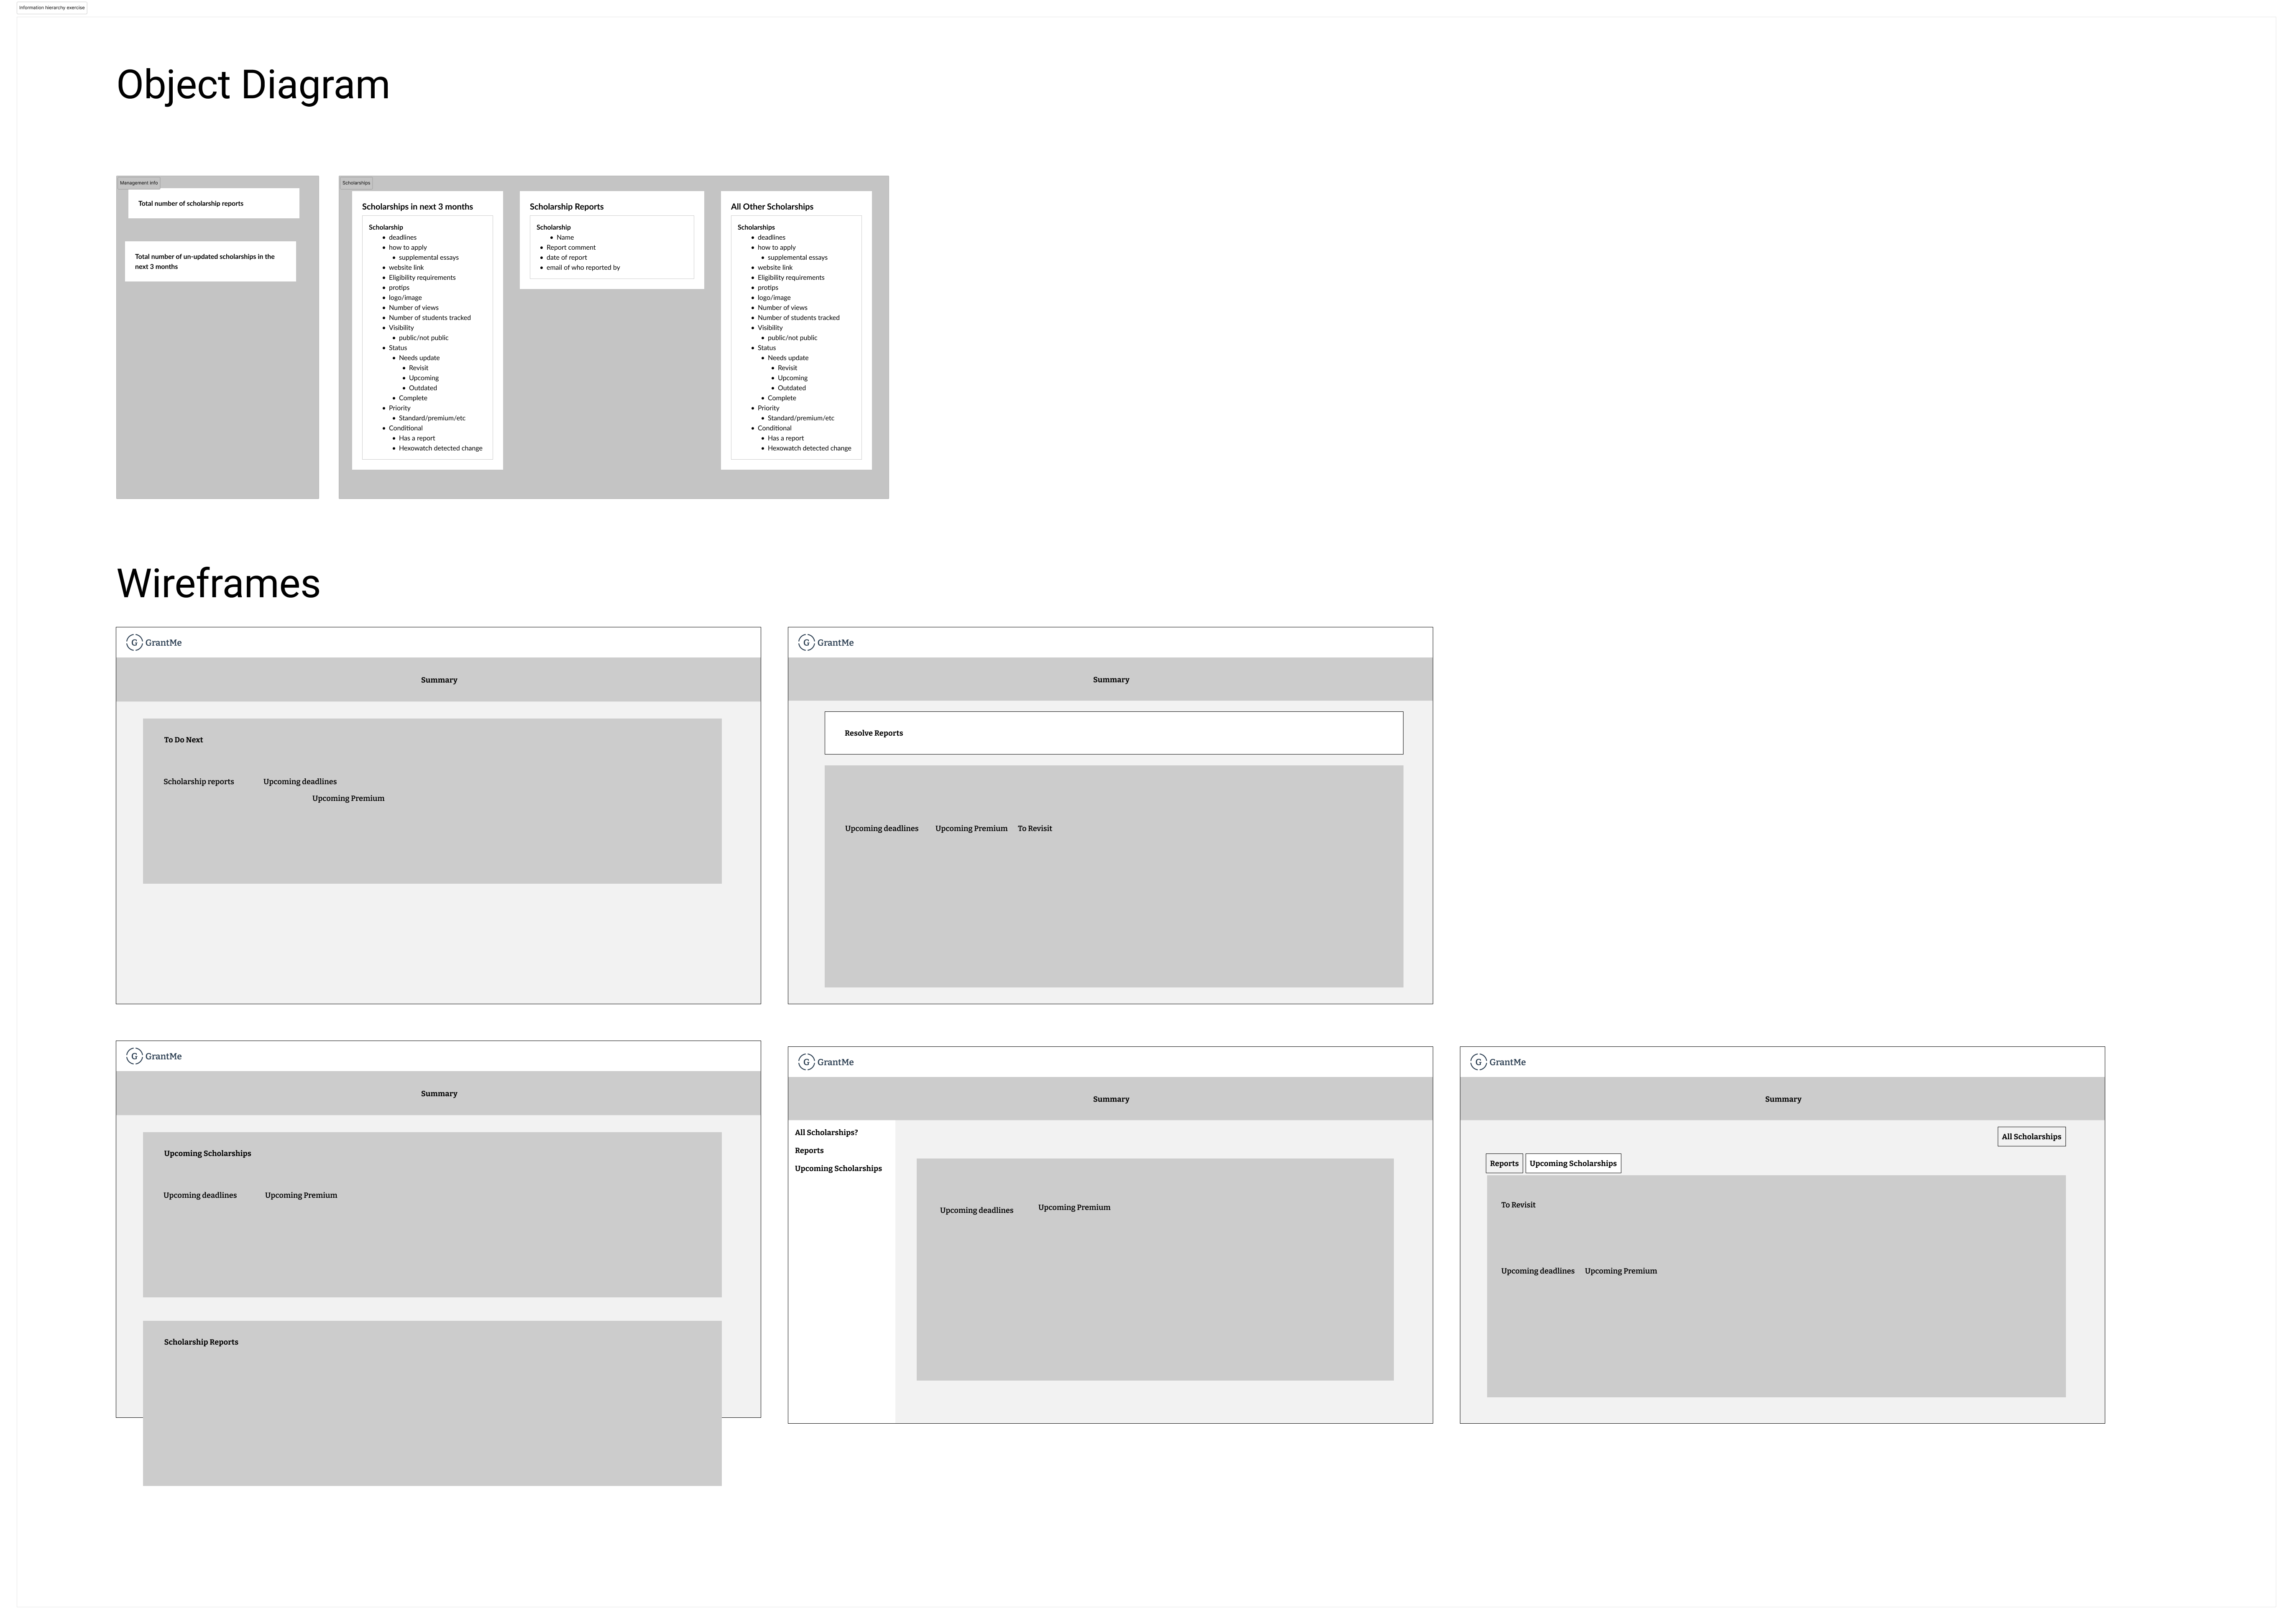 Information hierarchy exercise
Object Diagram
Management info
Total number of scholarship reports
Total number of un-updated scholarships in the
next 3 months
Scholarships
Scholarships in next 3 months
Scholarship
deadlines
how to apply
supplemental essays
website link
Eligibility requirements
protips
logo/image
Number of views
Number of students tracked
Visibility
public/not public
Status
Needs update
Revisit
Upcoming
Outdated
Complete
Priority
Standard/premium/etc
Conditional
Has a report
Hexowatch detected change
Scholarship Reports
Scholarship
Name
Report comment
date of report
email of who reported by
All Other Scholarships
Scholarships
deadlines
how to apply
supplemental essays
website link
Eligibility requirements
protips
logo/image
Number of views
Number of students tracked
Visibility
public/not public
Status
Needs update
Revisit
Upcoming
Outdated
Complete
Priority
Standard/premium/etc
Conditional
Has a report
Hexowatch detected change
Wireframes
G GrantMe
Summary
To Do Next
Scholarship reports
Upcoming deadlines
Upcoming Premium
G GrantMe
Summary
Resolve Reports
Upcoming deadlines
Upcoming Premium
To Revisit
G GrantMe
Summary
Upcoming Scholarships
Upcoming deadlines
Upcoming Premium
Scholarship Reports
G GrantMe
Summary
All Scholarships?
Reports
Upcoming Scholarships
Upcoming deadlines
Upcoming Premium
G GrantMe
Summary
All Scholarships
Reports
Upcoming Scholarships
To Revisit
Upcoming deadlines
Upcoming Premium